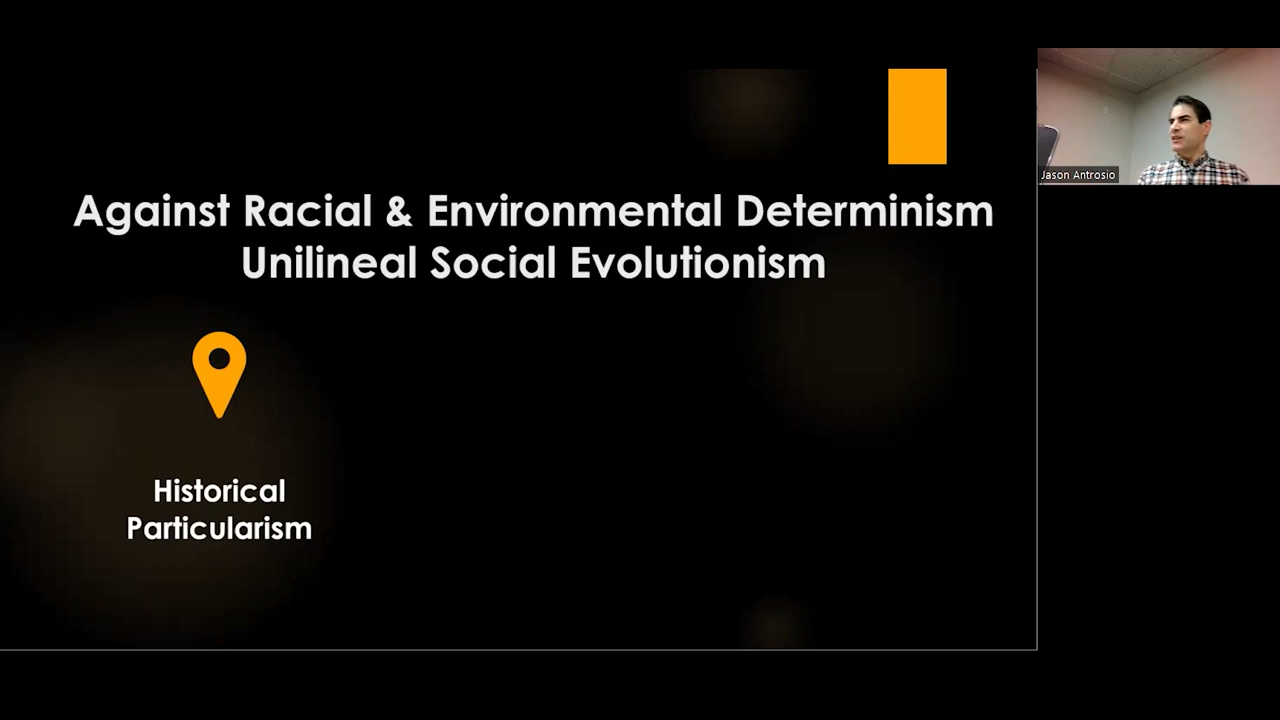 Against Racial & Environmental Determinism
Unilineal Social Evolutionism
Historical
Particularism
Jason Antrosio